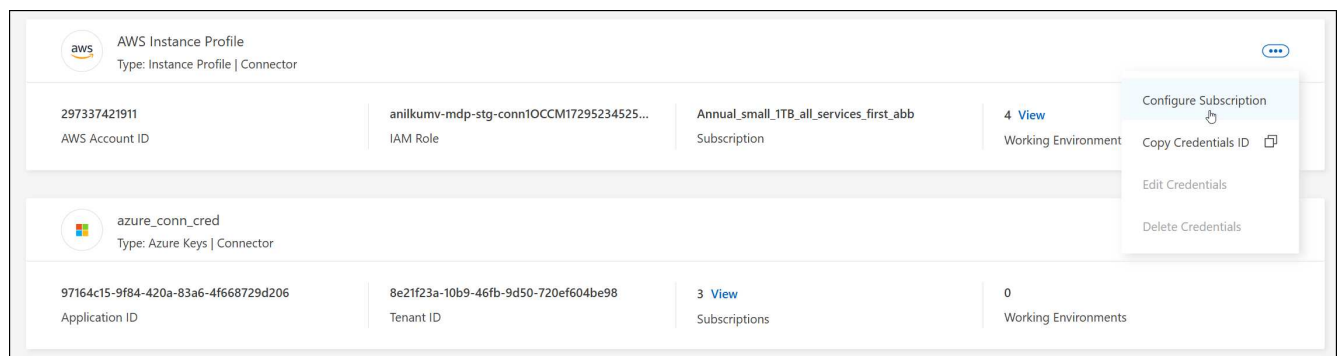 aws
AWS Instance Profile
Type: Instance Profile | Connector
297337421911
AWS Account ID
anilkumv-mdp-stg-conn1OCCM17295234525...
IAM Role
Annual_small_1TB_all_services_first_abb
Subscription
4 View
Working Environment
Configure Subscription
Copy Credentials ID
Edit Credentials
Delete Credentials
azure_conn_cred
Type: Azure Keys | Connector
97164c15-9f84-420a-83a6-4f668729d206
Application ID
8e21f23a-10b9-46fb-9d50-720ef604be98
Tenant ID
3 View
Subscriptions
0
Working Environments